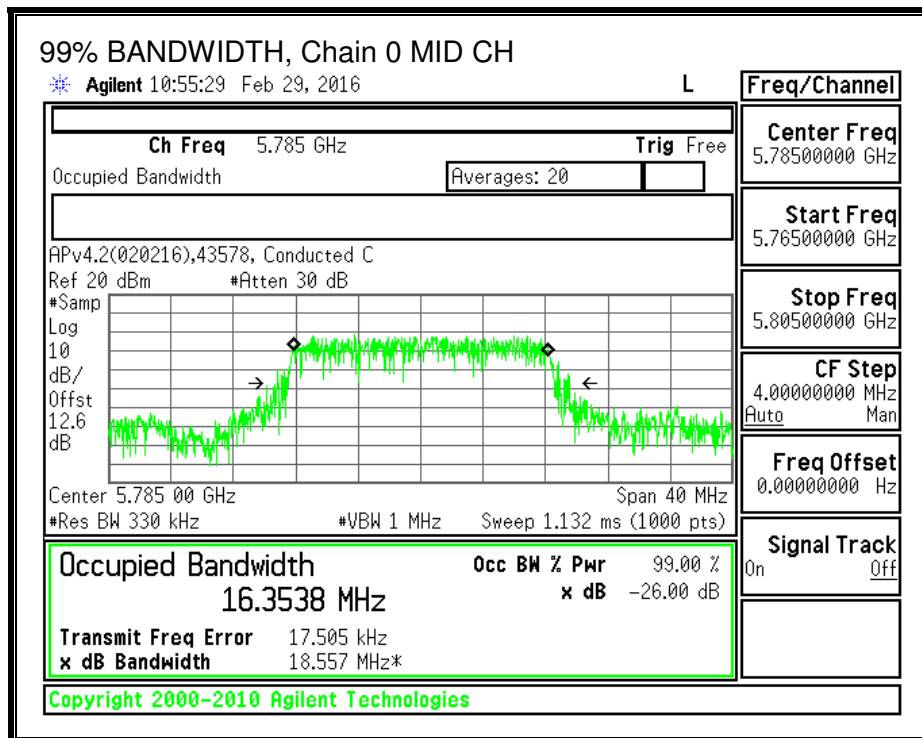 99% BANDWIDTH, Chain 0 MID CH
Agilent 10:55:29 Feb 29, 2016 L
Freq/Channel
Ch Freq 5.785 GHz Trig Free
Occupied Bandwidth Averages: 20
APv4.2(020216),43578, Conducted C
Ref 20 dBm #Atten 30 dB
#Samp
Log
10
dB/
Offst
12.6
dB
Center 5.785 00 GHz Span 40 MHz
#Res BW 330 kHz #VBW 1 MHz Sweep 1.132 ms (1000 pts)
Occupied Bandwidth Occ BW % Pwr 99.00 %
16.3538 MHz x dB -26.00 dB
Transmit Freq Error 17.505 kHz
x dB Bandwidth 18.557 MHz*
Center Freq
5.78500000 GHz
Start Freq
5.76500000 GHz
Stop Freq
5.80500000 GHz
CF Step
4.00000000 MHz
Auto Man
Freq Offset
0.00000000 Hz
Signal Track
On Off
Copyright 2000-2010 Agilent Technologies